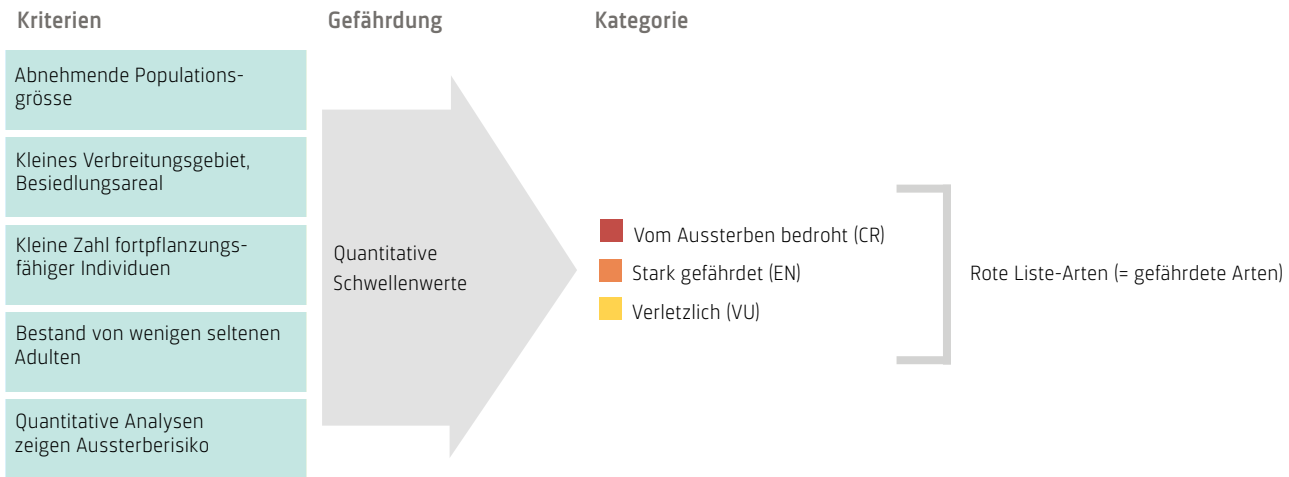 Kriterien
Gefährdung
Kategorie
Abnehmende Populations-
grösse
Kleines Verbreitungsgebiet,
Besiedlungsareal
Kleine Zahl fortpflanzungs-
fähiger Individuen
Bestand von wenigen seltenen
Adulten
Quantitative Analysen
zeigen Aussterberisiko
Quantitative
Schwellenwerte
Vom Aussterben bedroht (CR)
Stark gefährdet (EN)
Verletzlich (VU)
Rote Liste-Arten (= gefährdete Arten)